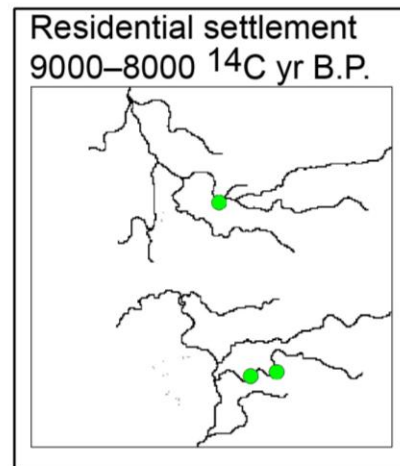 Residential settlement
9000–8000 ¹⁴C yr B.P.